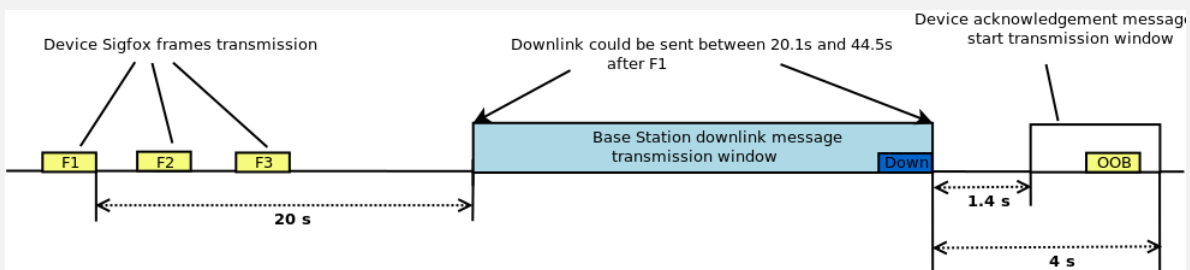 Device acknowledgement message
start transmission window
Device Sigfox frames transmission
Downlink could be sent between 20.1s and 44.5s
after F1
Base Station downlink message
transmission window
F1
F2
F3
Down
OOB
20 s
1.4 s
4 s